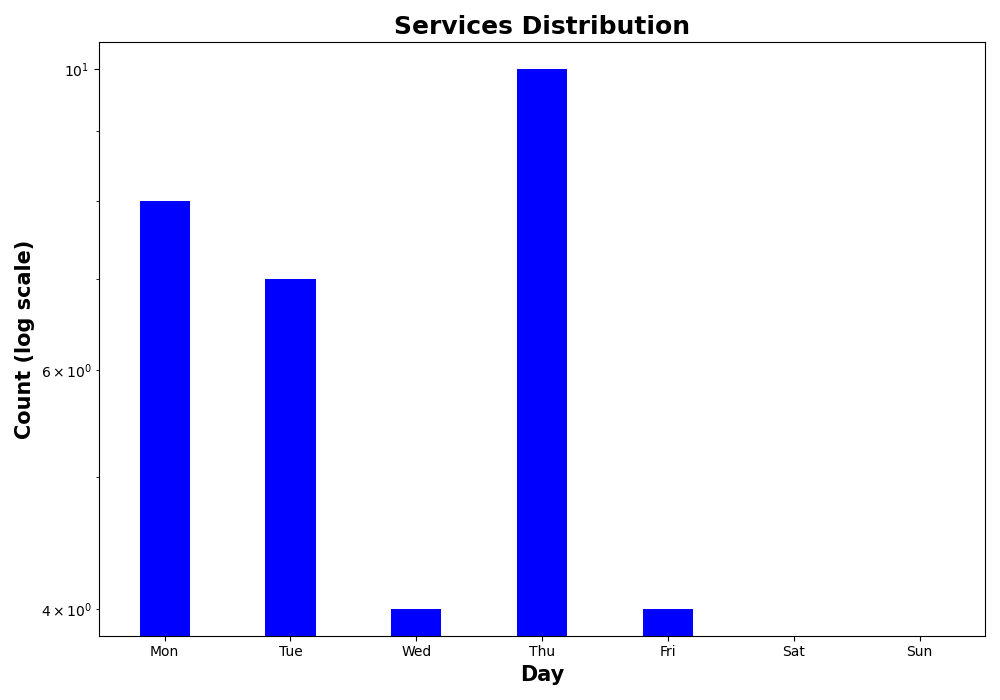 Services Distribution
Count (log scale)
10¹
6 × 10⁰
4 × 10⁰
Mon Tue Wed Thu Fri Sat Sun
Day